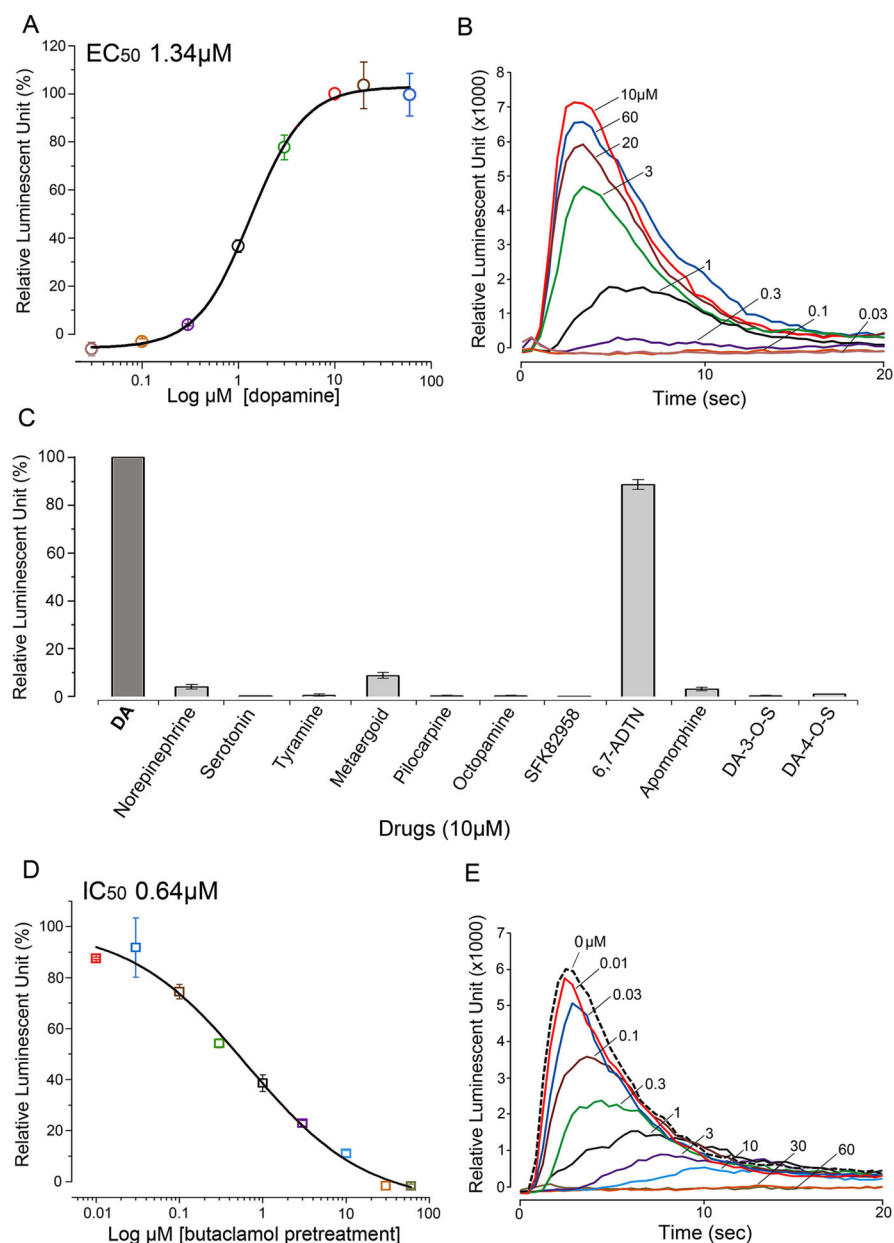 A
EC50 1.34µM
Relative Luminescent Unit (%)
120
100
80
60
40
20
0
0.1
1
10
100
Log µM [dopamine]
B
Relative Luminescent Unit (x1000)
8
7
6
5
4
3
2
1
0
10µM
60
20
3
1
0.3
0.1
0.03
0
10
20
Time (sec)
C
Relative Luminescent Unit (%)
100
80
60
40
20
0
DA
Norepinephrine
Serotonin
Tyramine
Metaergoid
Pilocarpine
Octopamine
SFK82958
6,7-ADTN
Apomorphine
DA-3-O-S
DA-4-O-S
Drugs (10µM)
D
IC50 0.64µM
Relative Luminescent Unit (%)
100
80
60
40
20
0
0.01
0.1
1
10
100
Log µM [butaclamol pretreatment]
E
Relative Luminescent Unit (x1000)
7
6
5
4
3
2
1
0
0 µM
0.01
0.03
0.1
0.3
1
3
10
30
60
0
10
20
Time (sec)